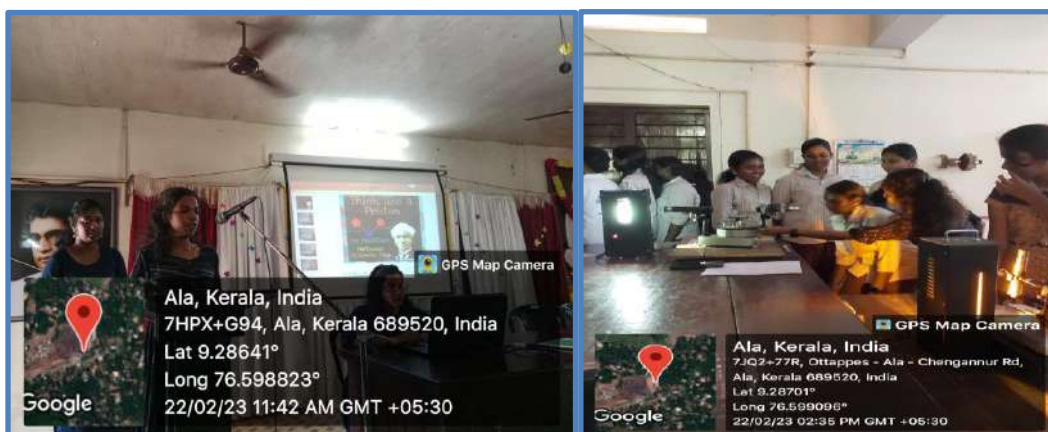 Think like a
Proton
GPS Map Camera
Ala, Kerala, India
7HPX+G94, Ala, Kerala 689520, India
Lat 9.28641°
Long 76.598823°
22/02/23 11:42 AM GMT +05:30
Google
GPS Map Camera
Ala, Kerala, India
7JQ2+77R, Ottappes - Ala - Chengannur Rd,
Ala, Kerala 689520, India
Lat 9.28701°
Long 76.599096°
22/02/23 02:35 PM GMT +05:30
Google